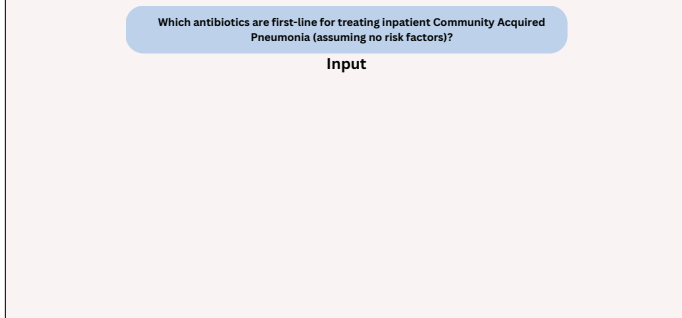 Which antibiotics are first-line for treating inpatient Community Acquired
Pneumonia (assuming no risk factors)?
Input